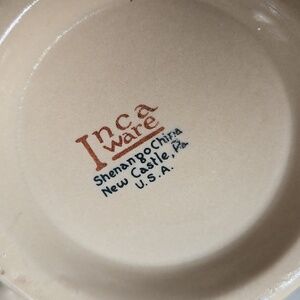 Inca
ware
Shenango China
New Castle, Pa
U.S.A.